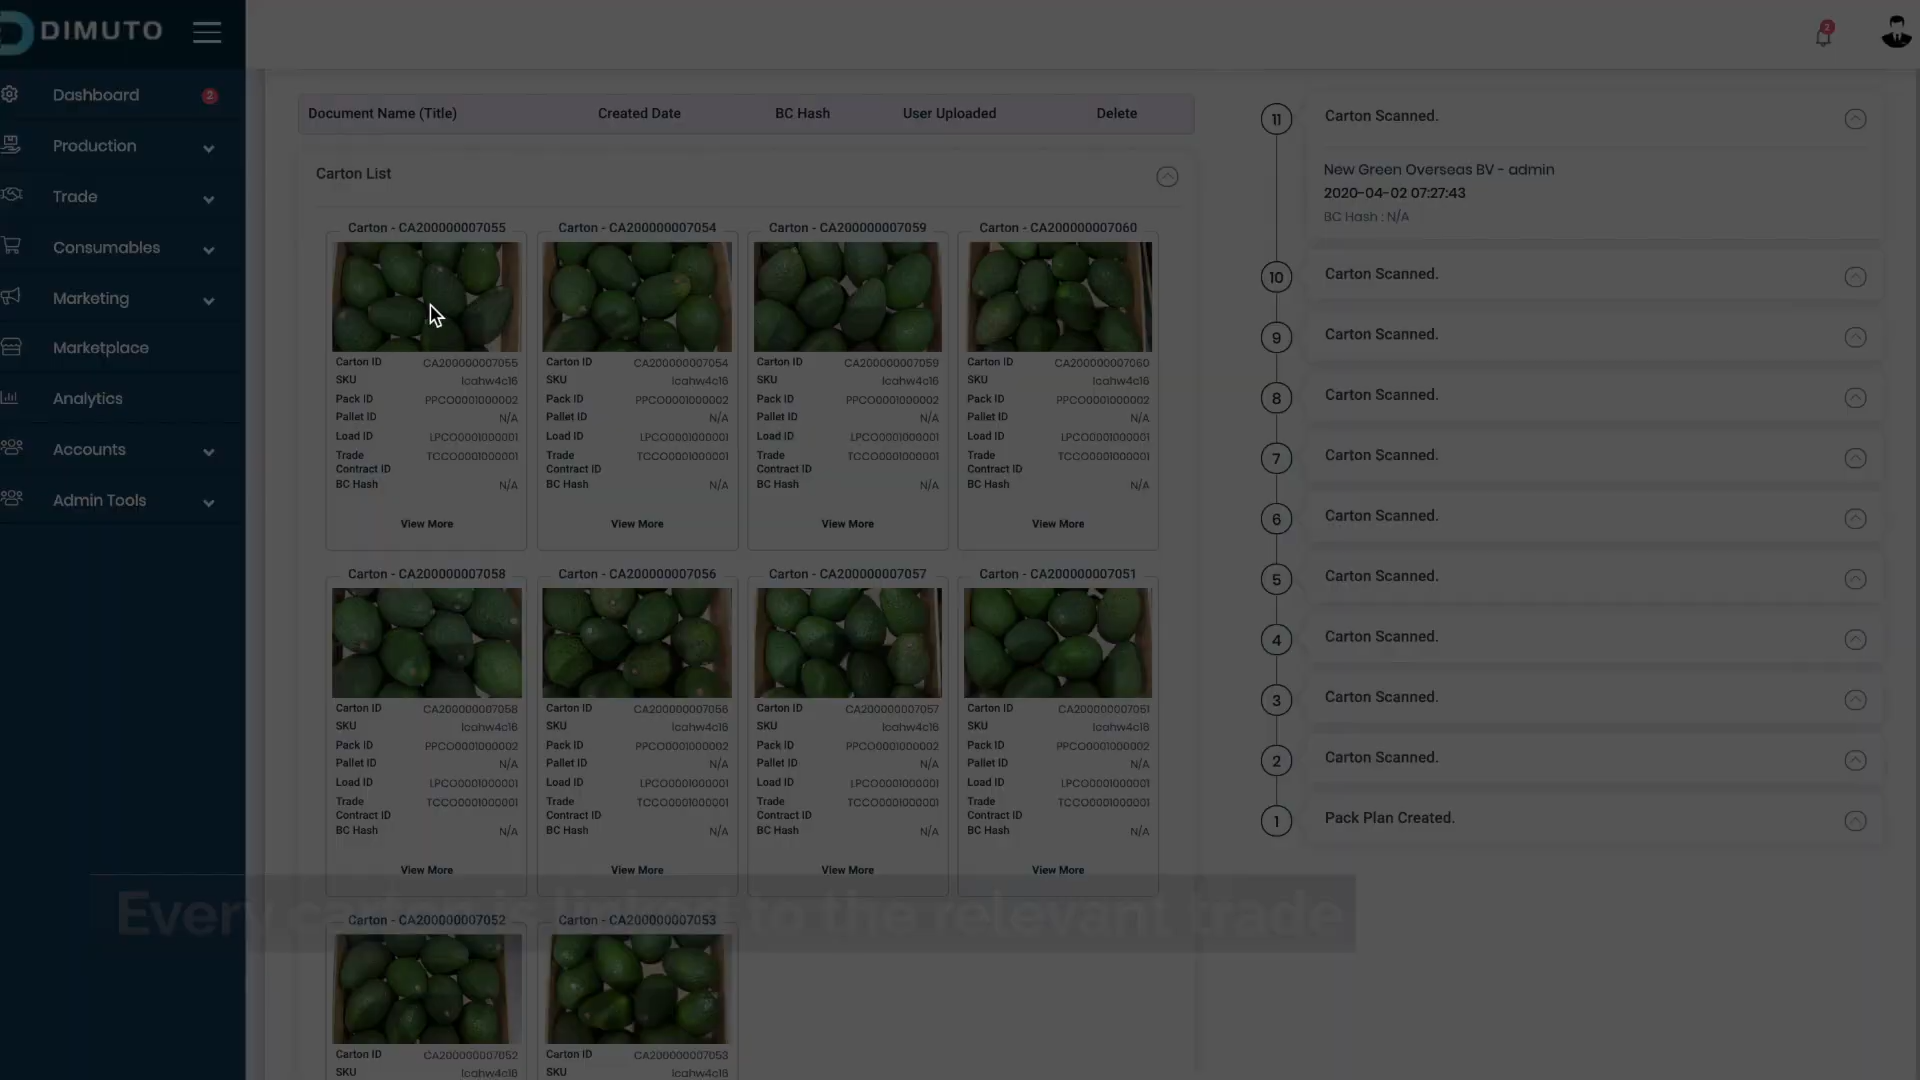 DIMUTO
2
Dashboard 2
Production
Trade
Consumables
Marketing
Marketplace
Analytics
Accounts
Admin Tools
Document Name (Title) Created Date BC Hash User Uploaded Delete
Carton List
Carton - CA200000007055 Carton - CA200000007054 Carton - CA200000007059 Carton - CA200000007060
Carton ID CA200000007055 Carton ID CA200000007054 Carton ID CA200000007059 Carton ID CA200000007060
SKU lcahw4c16 SKU lcahw4c16 SKU lcahw4c16 SKU lcahw4c16
Pack ID PPCO0001000002 Pack ID PPCO0001000002 Pack ID PPCO0001000002 Pack ID PPCO0001000002
Pallet ID N/A Pallet ID N/A Pallet ID N/A Pallet ID N/A
Load ID LPCO0001000001 Load ID LPCO0001000001 Load ID LPCO0001000001 Load ID LPCO0001000001
Trade TCCO0001000001 Trade TCCO0001000001 Trade TCCO0001000001 Trade TCCO0001000001
Contract ID Contract ID Contract ID Contract ID
BC Hash N/A BC Hash N/A BC Hash N/A BC Hash N/A
View More View More View More View More
Carton - CA200000007058 Carton - CA200000007056 Carton - CA200000007057 Carton - CA200000007051
Carton ID CA200000007058 Carton ID CA200000007056 Carton ID CA200000007057 Carton ID CA200000007051
SKU lcahw4c16 SKU lcahw4c16 SKU lcahw4c16 SKU lcahw4c18
Pack ID PPCO0001000002 Pack ID PPCO0001000002 Pack ID PPCO0001000002 Pack ID PPCO0001000002
Pallet ID N/A Pallet ID N/A Pallet ID N/A Pallet ID N/A
Load ID LPCO0001000001 Load ID LPCO0001000001 Load ID LPCO0001000001 Load ID LPCO0001000001
Trade TCCO0001000001 Trade TCCO0001000001 Trade TCCO0001000001 Trade TCCO0001000001
Contract ID Contract ID Contract ID Contract ID
BC Hash N/A BC Hash N/A BC Hash N/A BC Hash N/A
View More View More View More View More
Every carton is linked to the relevant trade
Carton - CA200000007052 Carton - CA200000007053
Carton ID CA200000007052 Carton ID CA200000007053
SKU lcahw4c18 SKU lcahw4c18
11 Carton Scanned.
New Green Overseas BV - admin
2020-04-02 07:27:43
BC Hash : N/A
10 Carton Scanned.
9 Carton Scanned.
8 Carton Scanned.
7 Carton Scanned.
6 Carton Scanned.
5 Carton Scanned.
4 Carton Scanned.
3 Carton Scanned.
2 Carton Scanned.
1 Pack Plan Created.